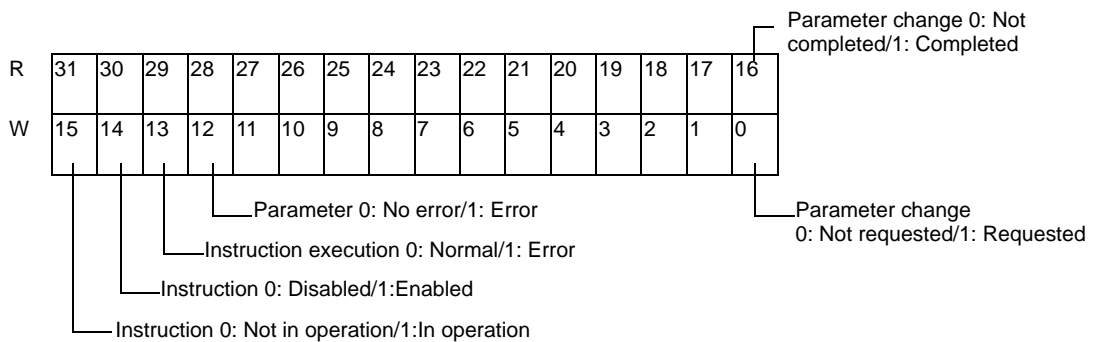 Parameter change 0: Not
completed/1: Completed
R 31 30 29 28 27 26 25 24 23 22 21 20 19 18 17 16
W 15 14 13 12 11 10 9 8 7 6 5 4 3 2 1 0
Parameter 0: No error/1: Error
Parameter change
0: Not requested/1: Requested
Instruction execution 0: Normal/1: Error
Instruction 0: Disabled/1:Enabled
Instruction 0: Not in operation/1:In operation